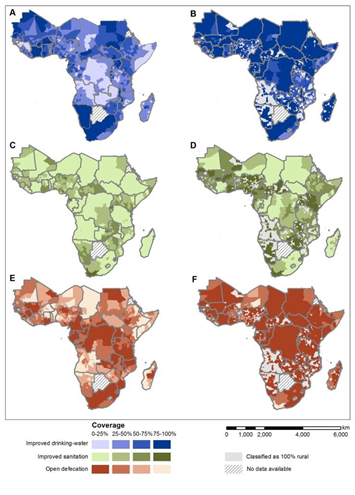 A
B
C
D
E
F
Coverage
0-25% 25-50% 50-75% 75-100%
Improved drinking-water
Improved sanitation
Open defecation
0 1,000 2,000 4,000 6,000
km
Classified as 100% rural
No data available